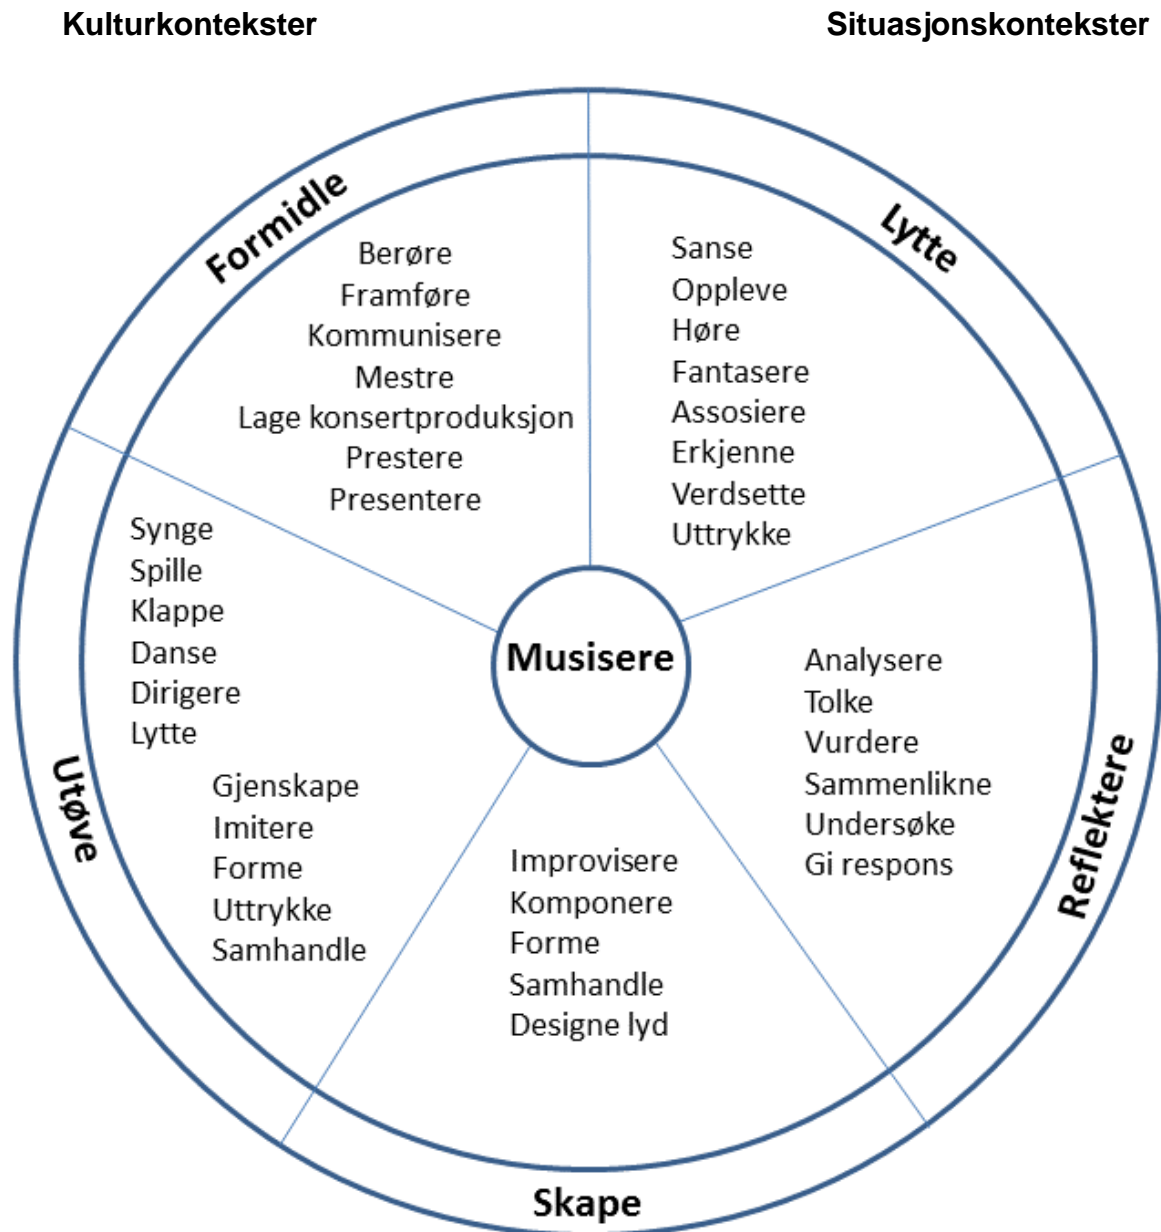 Kulturkontekster
Situasjonskontekster
Formidle
Berøre
Framføre
Kommunisere
Mestre
Lage konsertproduksjon
Prestere
Presentere
Lytte
Sanse
Oppleve
Høre
Fantasere
Assosiere
Erkjenne
Verdsette
Uttrykke
Musisere
Utøve
Synge
Spille
Klappe
Danse
Dirigere
Lytte
Gjenskape
Imitere
Forme
Uttrykke
Samhandle
Reflektere
Analysere
Tolke
Vurdere
Sammenlikne
Undersøke
Gi respons
Improvisere
Komponere
Forme
Samhandle
Designe lyd
Skape